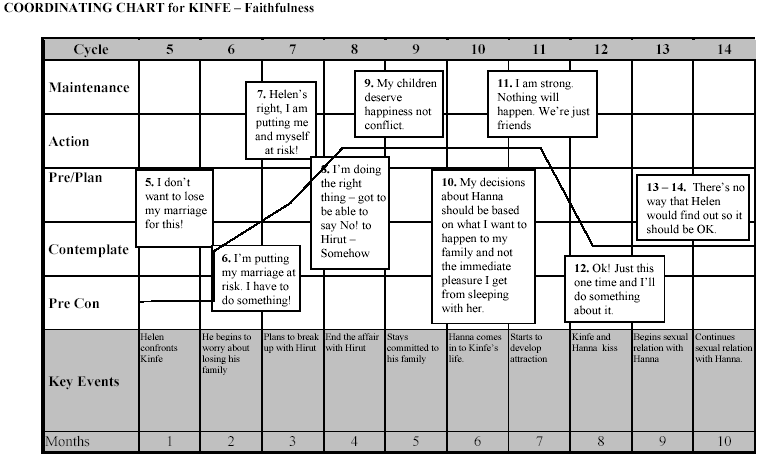 COORDINATING CHART for KINFE – Faithfulness
Cycle 5 6 7 8 9 10 11 12 13 14
Maintenance
Action
Pre/Plan
Contemplate
Pre Con
5. I don't
want to lose
my marriage
for this!
6. I'm putting
my marriage at
risk. I have to
do something!
7. Helen's
right, I am
putting me
and myself
at risk!
8. I'm doing
the right
thing – got to
be able to
say No! to
Hirut –
Somehow
9. My children
deserve
happiness not
conflict.
10. My decisions
about Hanna
should be based
on what I want to
happen to my
family and not
the immediate
pleasure I get
from sleeping
with her.
11. I am strong.
Nothing will
happen. We're just
friends
12. Ok! Just this
one time and I'll
do something
about it.
13 – 14. There's no
way that Helen
would find out so it
should be OK.
Key Events
Helen
confronts
Kinfe
He begins to
worry about
losing his
family
Plans to break
up with Hirut
End the affair
with Hirut
Stays
committed to
his family
Hanna comes
in to Kinfe's
life.
Starts to
develop
attraction
Kinfe and
Hanna kiss
Begins sexual
relation with
Hanna
Continues
sexual relation
with Hanna.
Months 1 2 3 4 5 6 7 8 9 10